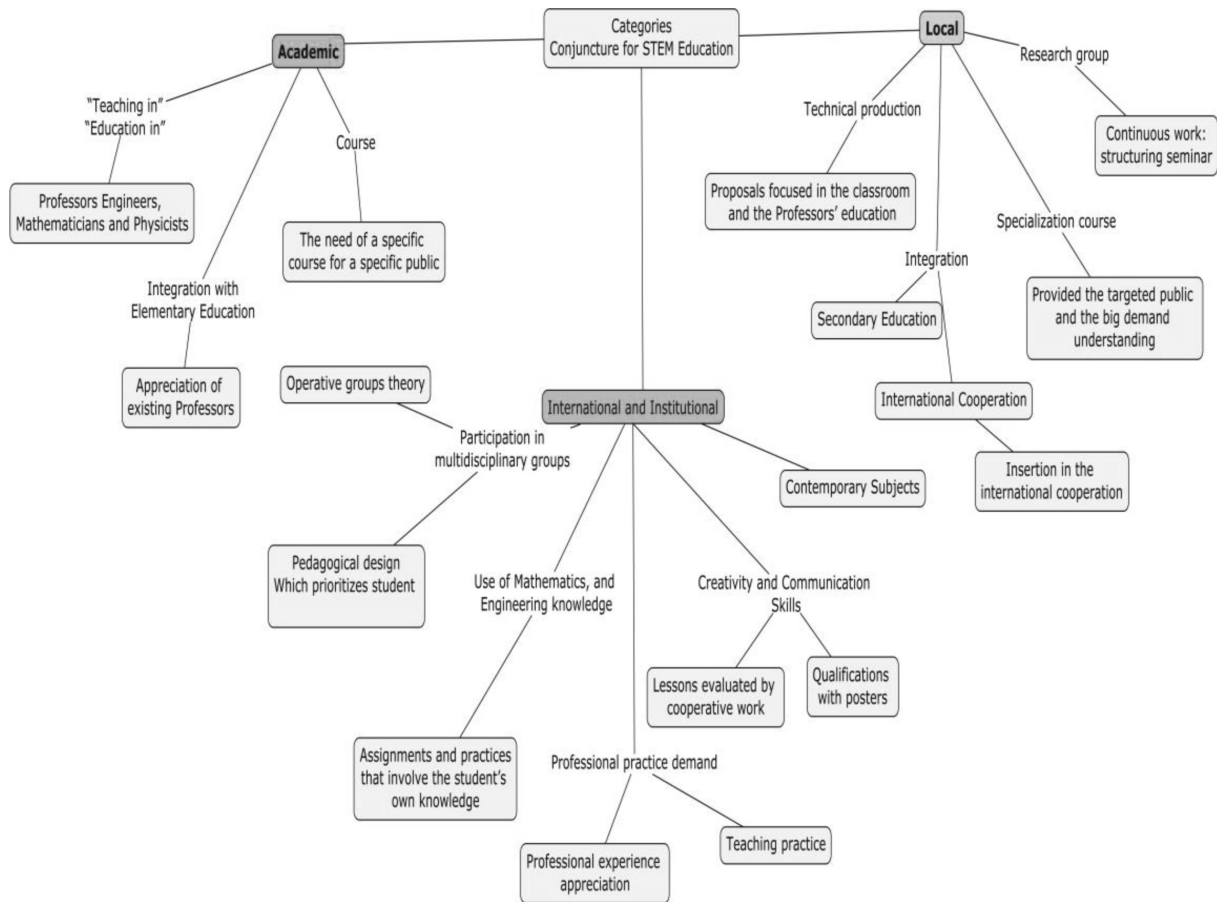 Categories
Conjuncture for STEM Education
Academic
Local
"Teaching in"
"Education in"
Professors Engineers,
Mathematicians and Physicists
Course
The need of a specific
course for a specific public
Integration with
Elementary Education
Appreciation of
existing Professors
Research group
Continuous work:
structuring seminar
Technical production
Proposals focused in the classroom
and the Professors' education
Specialization course
Provided the targeted public
and the big demand
understanding
Integration
Secondary Education
International Cooperation
Insertion in the
international cooperation
International and Institutional
Operative groups theory
Participation in
multidisciplinary groups
Pedagogical design
Which prioritizes student
Contemporary Subjects
Use of Mathematics, and
Engineering knowledge
Assignments and practices
that involve the student's
own knowledge
Creativity and Communication
Skills
Lessons evaluated by
cooperative work
Qualifications
with posters
Professional practice demand
Professional experience
appreciation
Teaching practice